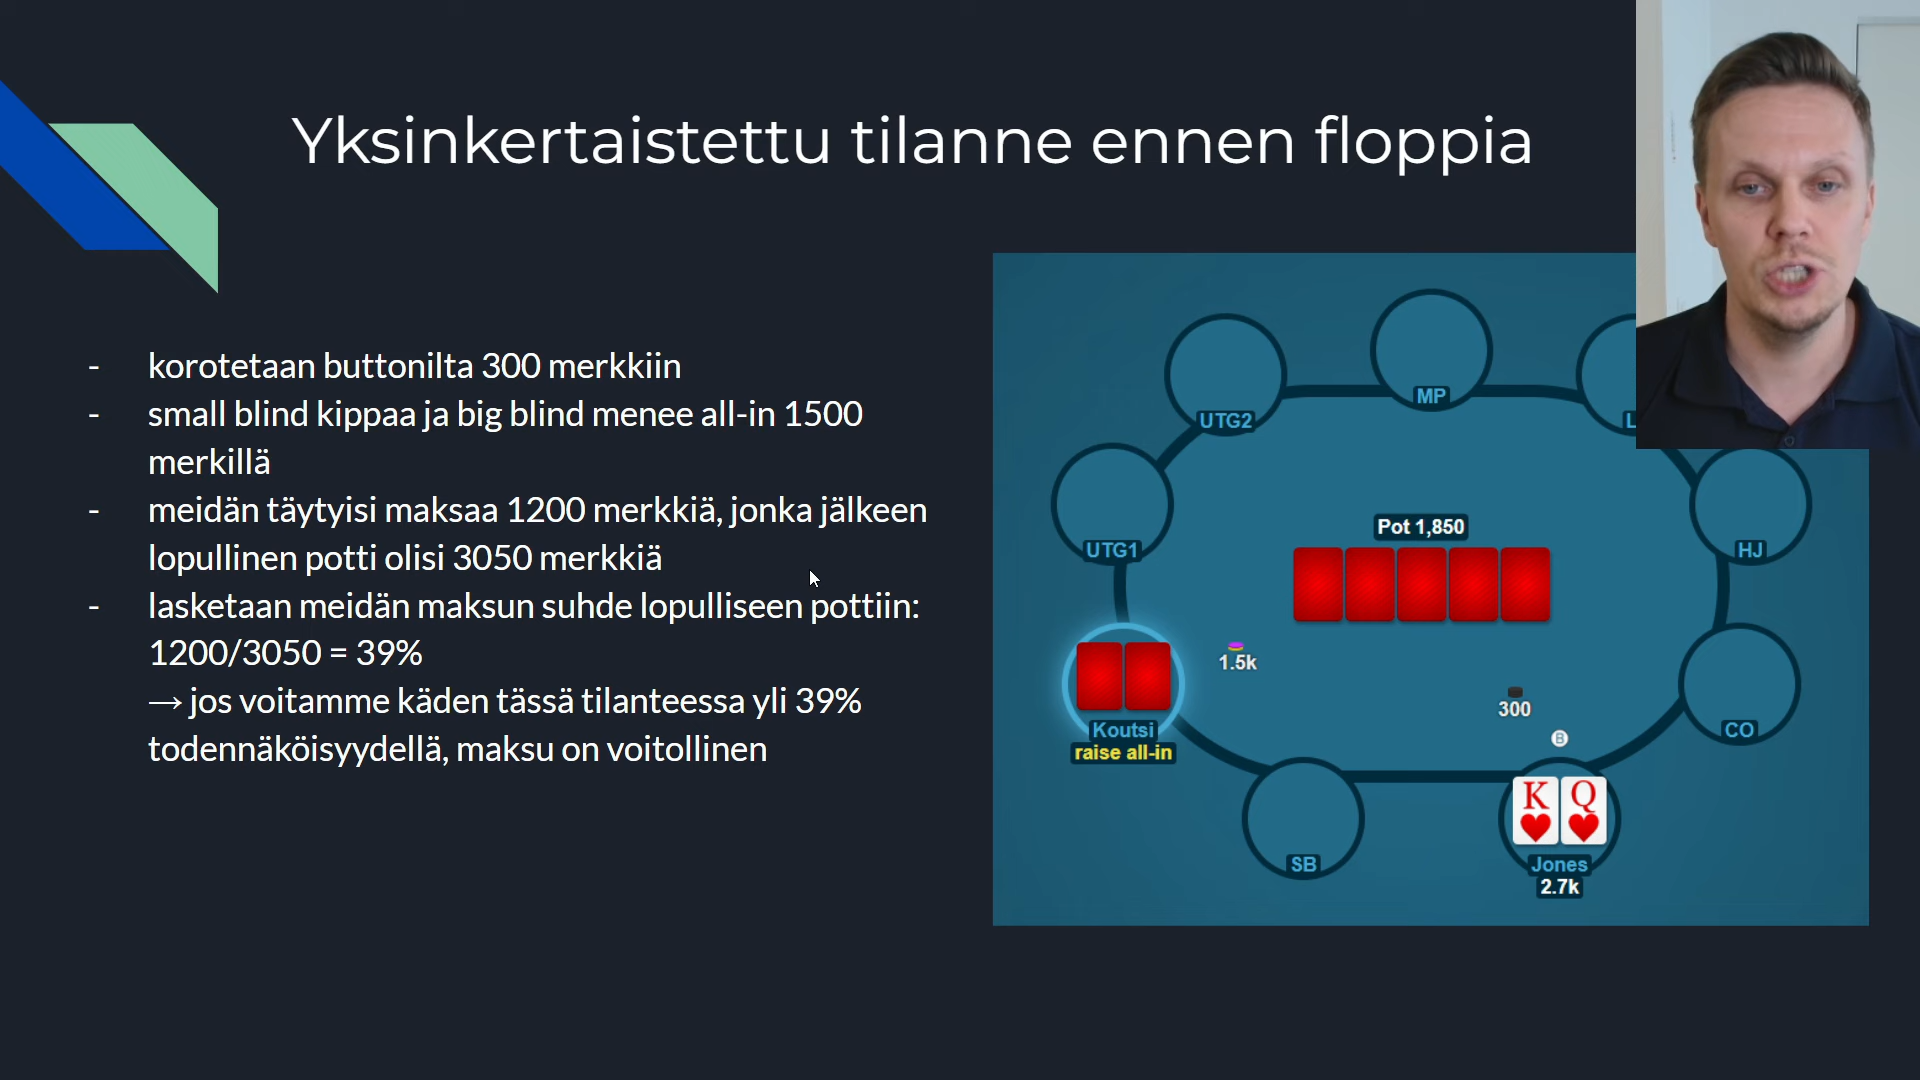 Yksinkertaistettu tilanne ennen floppia
- korotetaan buttonilta 300 merkkiin
- small blind kippaa ja big blind menee all-in 1500
merkillä
- meidän täytyisi maksaa 1200 merkkiä, jonka jälkeen
lopullinen potti olisi 3050 merkkiä
- lasketaan meidän maksun suhde lopulliseen pottiin:
1200/3050 = 39%
→ jos voitamme käden tässä tilanteessa yli 39%
todennäköisyydellä, maksu on voitollinen
MP
UTG2
L
UTG1
Pot 1,850
HJ
1.5k
300
B
Koutsi
raise all-in
CO
K Q
SB
Jones
2.7k